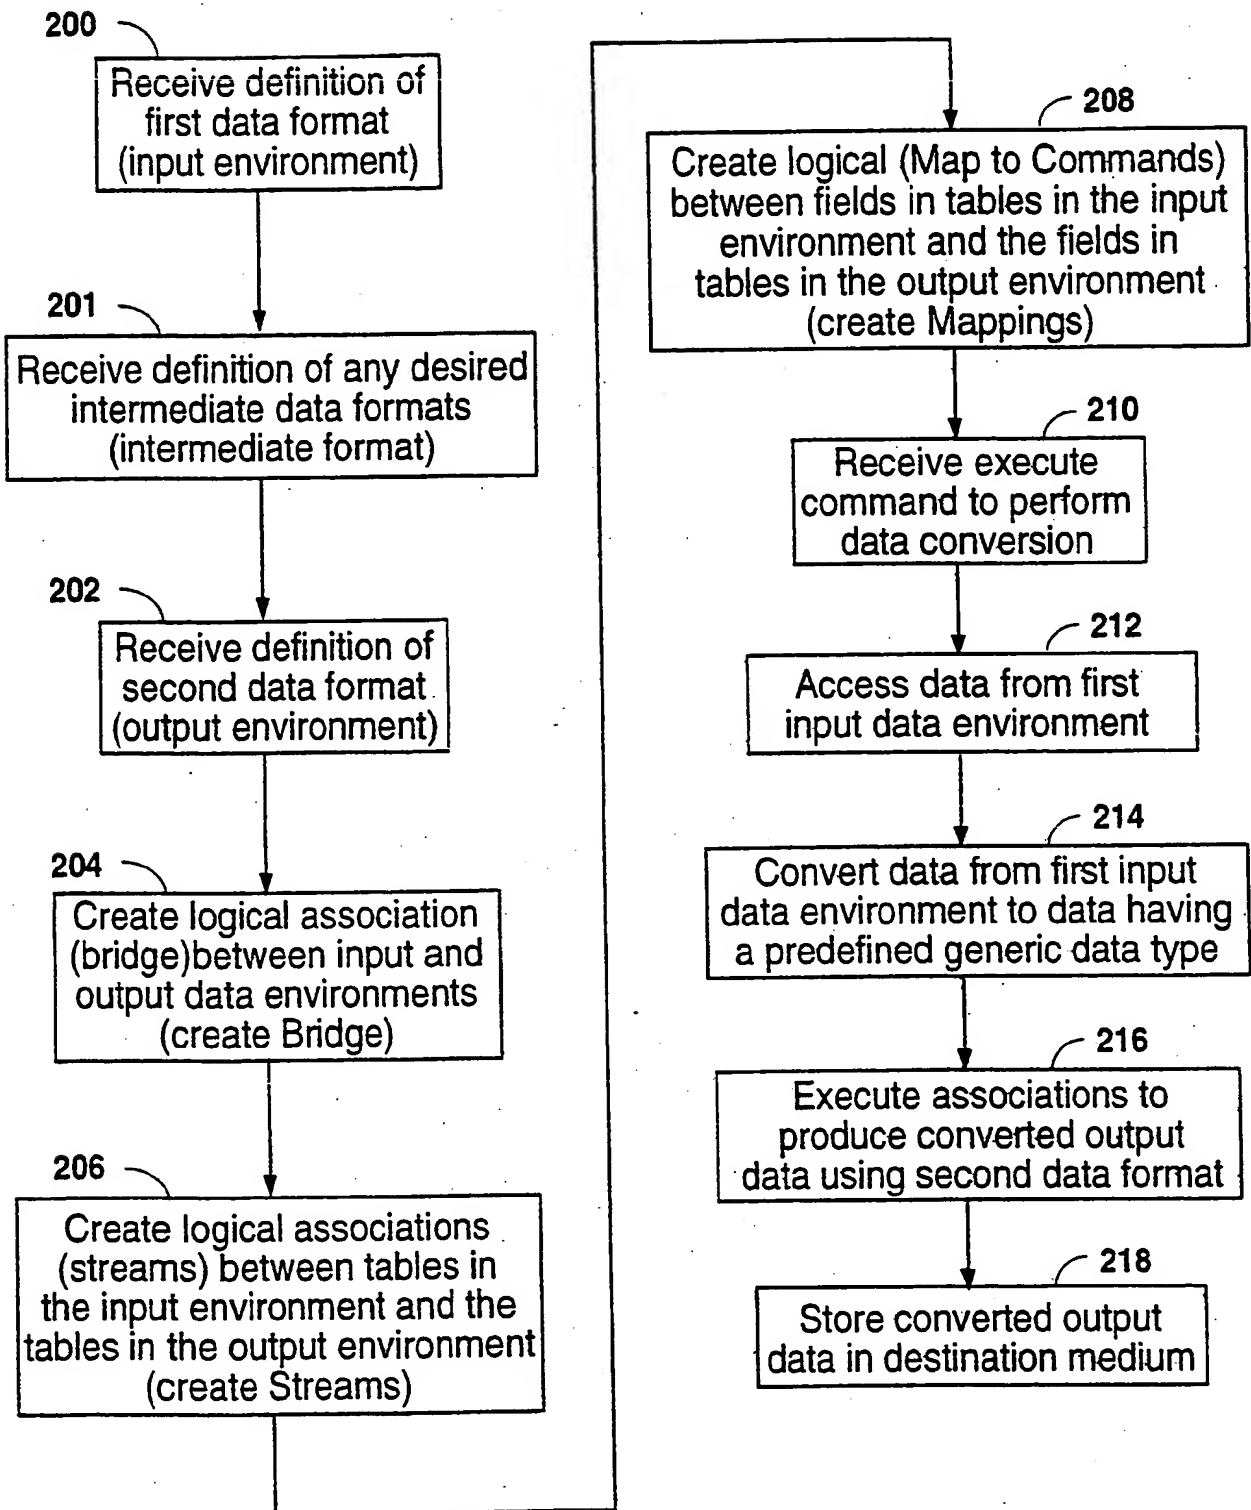 200
Receive definition of
first data format
(input environment)
201
Receive definition of any desired
intermediate data formats
(intermediate format)
202
Receive definition of
second data format
(output environment)
204
Create logical association
(bridge)between input and
output data environments
(create Bridge)
206
Create logical associations
(streams) between tables in
the input environment and the
tables in the output environment
(create Streams)
208
Create logical (Map to Commands)
between fields in tables in the input
environment and the fields in
tables in the output environment
(create Mappings)
210
Receive execute
command to perform
data conversion
212
Access data from first
input data environment
214
Convert data from first input
data environment to data having
a predefined generic data type
216
Execute associations to
produce converted output
data using second data format
218
Store converted output
data in destination medium